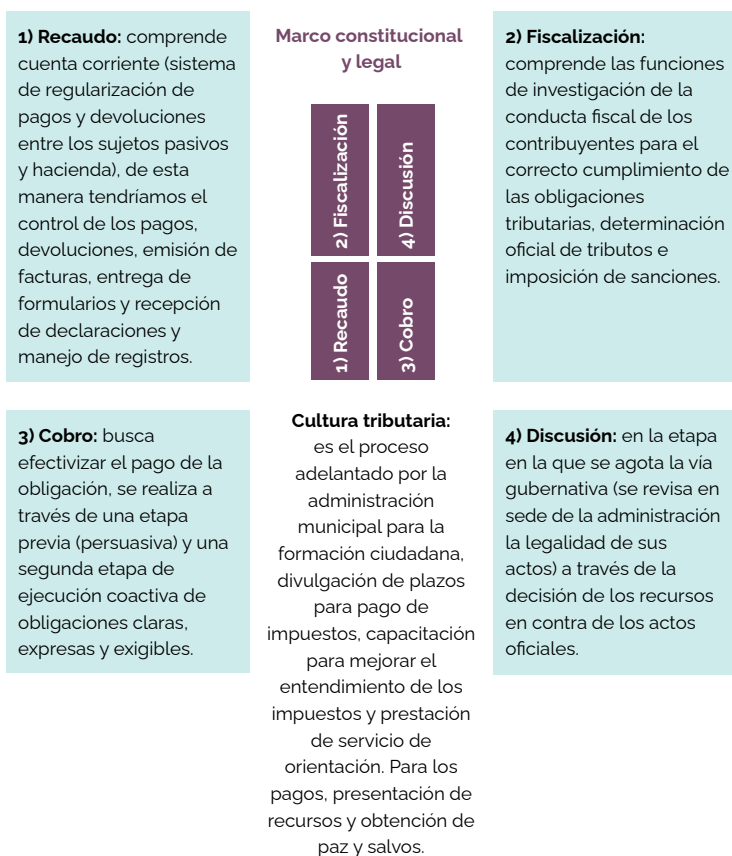 1) Recaudo: comprende
cuenta corriente (sistema
de regularización de
pagos y devoluciones
entre los sujetos pasivos
y hacienda), de esta
manera tendríamos el
control de los pagos,
devoluciones, emisión de
facturas, entrega de
formularios y recepción
de declaraciones y
manejo de registros.
Marco constitucional
y legal
2) Fiscalización
4) Discusión
1) Recaudo
3) Cobro
2) Fiscalización:
comprende las funciones
de investigación de la
conducta fiscal de los
contribuyentes para el
correcto cumplimiento de
las obligaciones
tributarias, determinación
oficial de tributos e
imposición de sanciones.
3) Cobro: busca
efectivizar el pago de la
obligación, se realiza a
través de una etapa
previa (persuasiva) y una
segunda etapa de
ejecución coactiva de
obligaciones claras,
expresas y exigibles.
Cultura tributaria:
es el proceso
adelantado por la
administración
municipal para la
formación ciudadana,
divulgación de plazos
para pago de
impuestos, capacitación
para mejorar el
entendimiento de los
impuestos y prestación
de servicio de
orientación. Para los
pagos, presentación de
recursos y obtención de
paz y salvos.
4) Discusión: en la etapa
en la que se agota la vía
gubernativa (se revisa en
sede de la administración
la legalidad de sus
actos) a través de la
decisión de los recursos
en contra de los actos
oficiales.